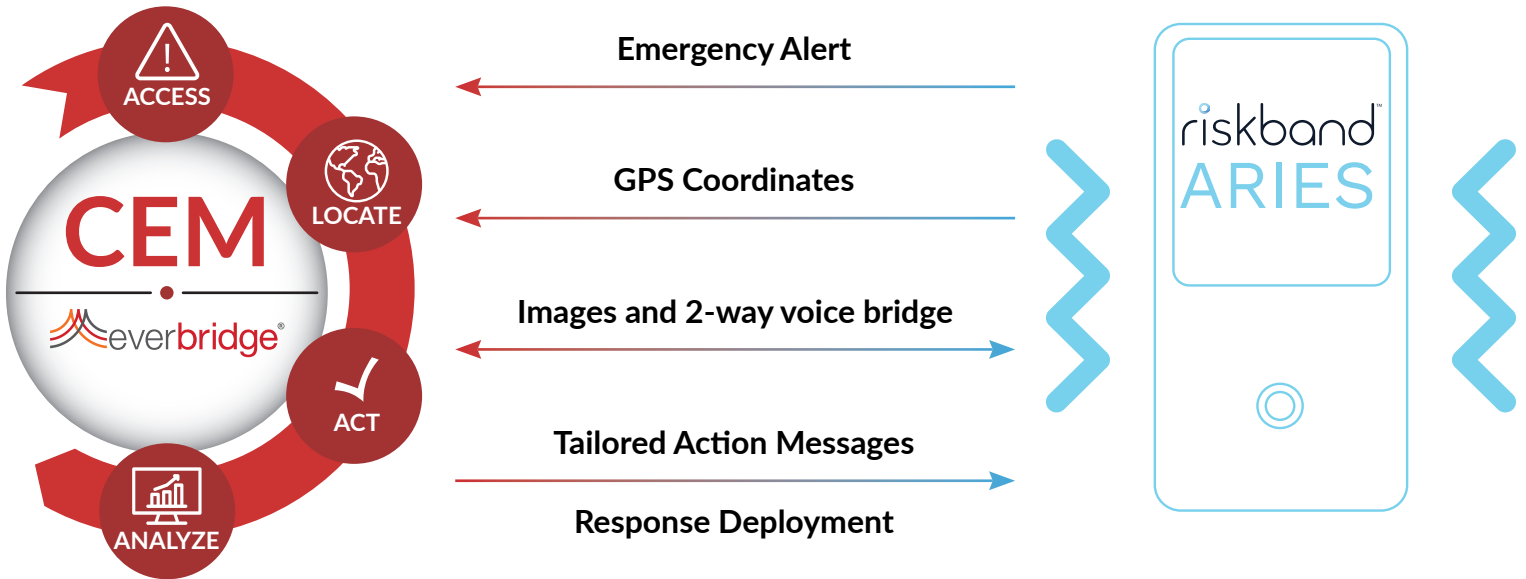 ACCESS
LOCATE
CEM
everbridge®
ACT
ANALYZE
Emergency Alert
GPS Coordinates
Images and 2-way voice bridge
Tailored Action Messages
Response Deployment
riskband™
ARIES